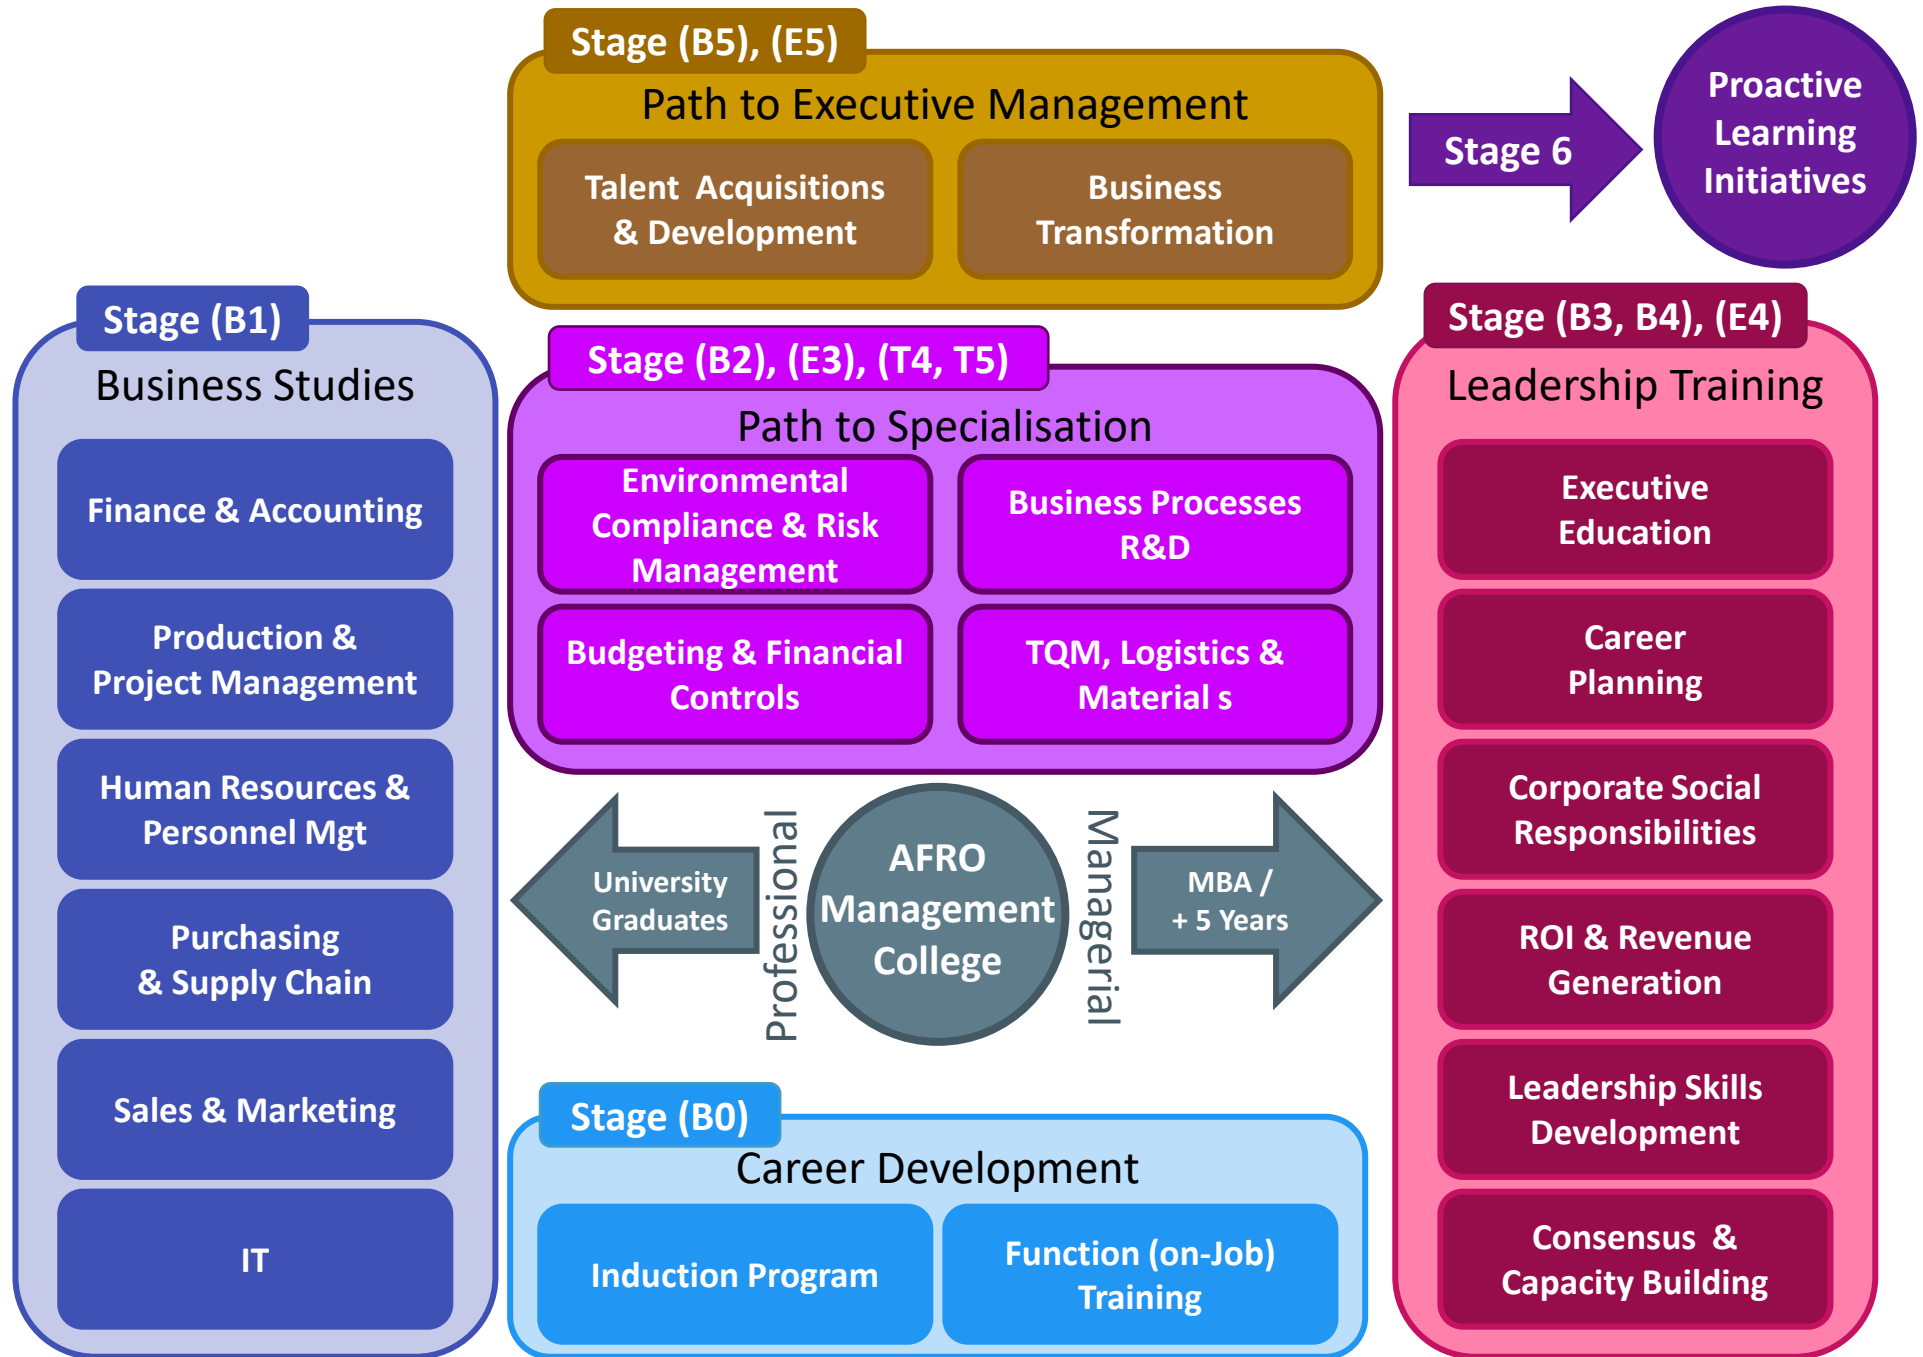 Stage (B5), (E5)
Path to Executive Management
Talent Acquisitions
& Development
Business
Transformation
Stage 6
Proactive
Learning
Initiatives
Stage (B1)
Business Studies
Finance & Accounting
Production &
Project Management
Human Resources &
Personnel Mgt
Purchasing
& Supply Chain
Sales & Marketing
IT
Stage (B2), (E3), (T4, T5)
Path to Specialisation
Environmental
Compliance & Risk
Management
Business Processes
R&D
Budgeting & Financial
Controls
TQM, Logistics &
Material s
University
Graduates
Professional
AFRO
Management
College
Managerial
MBA /
+ 5 Years
Stage (B0)
Career Development
Induction Program
Function (on-Job)
Training
Stage (B3, B4), (E4)
Leadership Training
Executive
Education
Career
Planning
Corporate Social
Responsibilities
ROI & Revenue
Generation
Leadership Skills
Development
Consensus &
Capacity Building